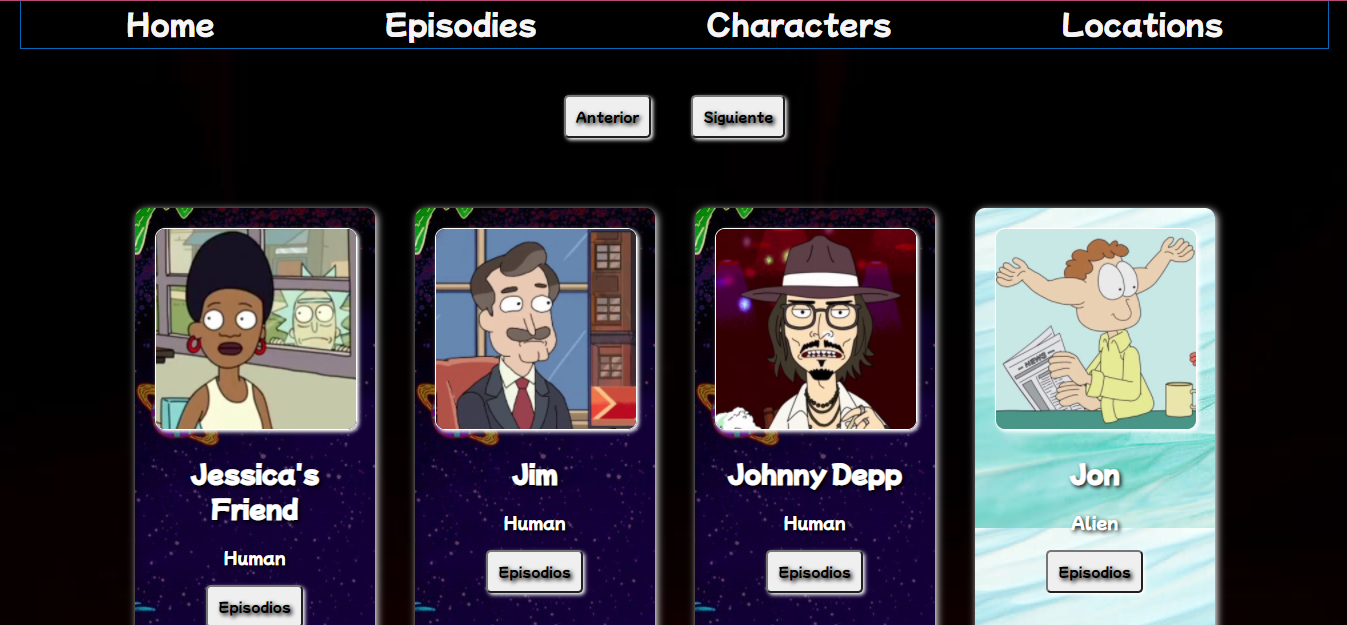 Home Episodies Characters Locations
Anterior Siguiente
NEWS
Jessica's
Friend
Human
Episodios
Jim
Human
Episodios
Johnny Depp
Human
Episodios
Jon
Alien
Episodios